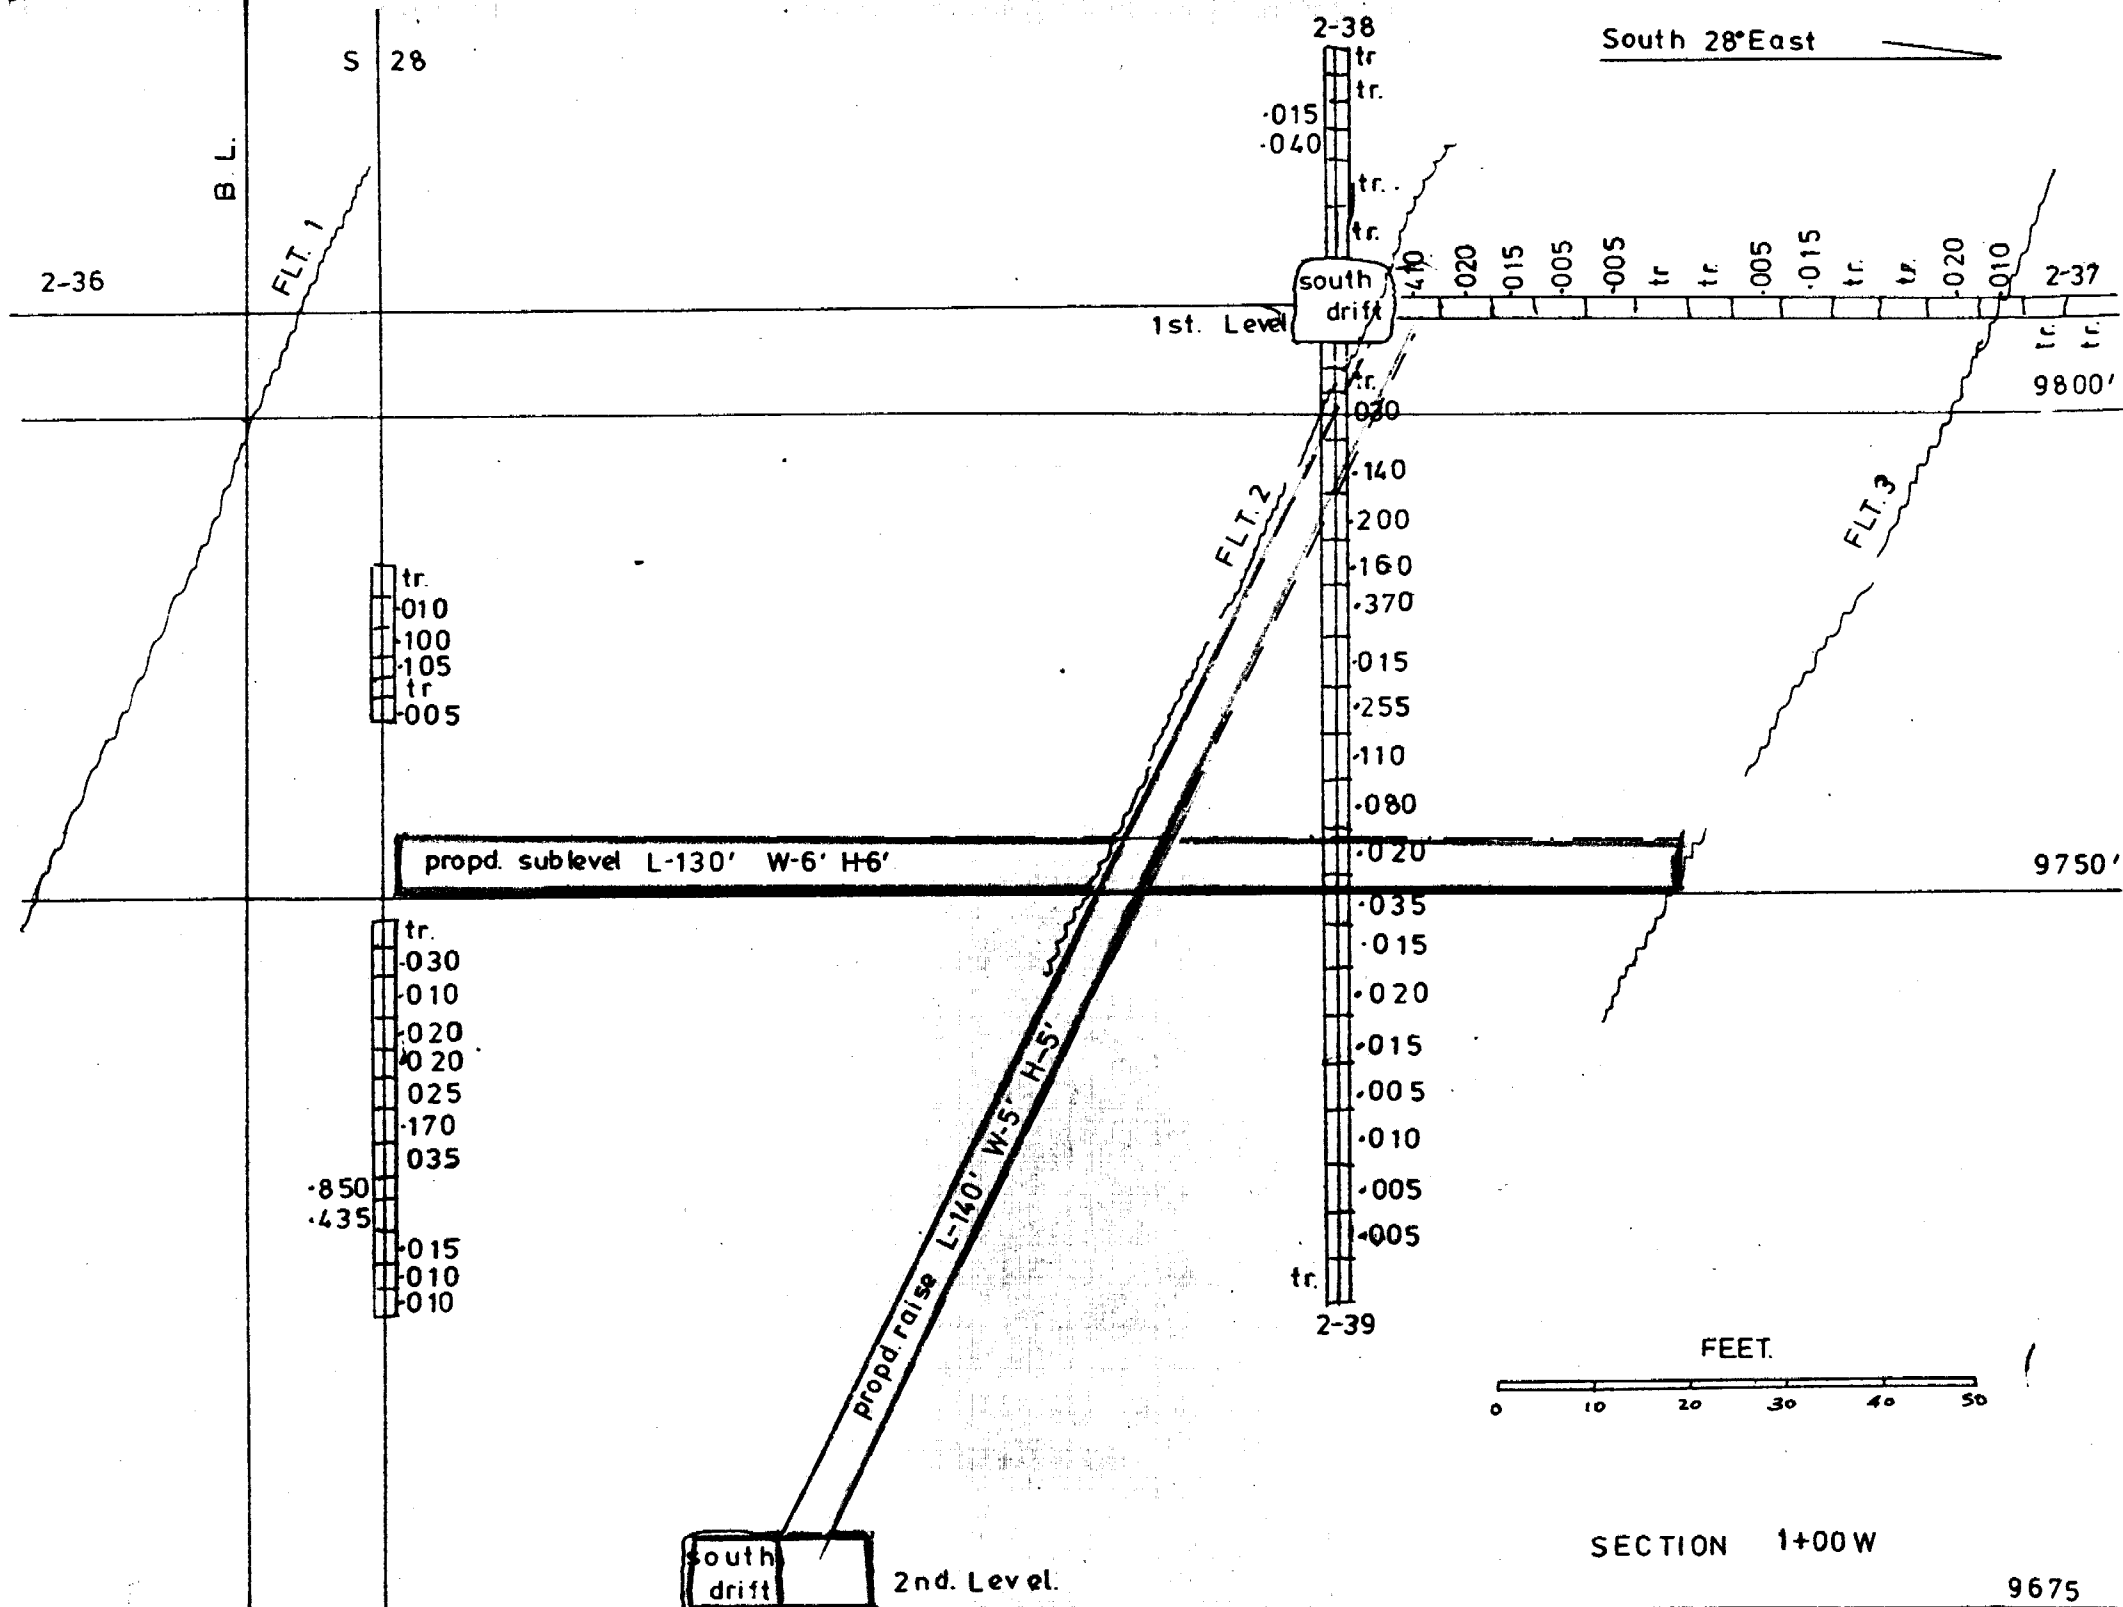 2-38
South 28° East
S 28
tr
tr.
.015
.040
tr.
tr.
B. L.
FLT. 1
2-36
south
drift
1st. Level
.410
.020
.015
.005
.005
tr
tr.
.005
.015
tr.
tr.
.020
.010
2-37
tr.
tr.
9800'
tr.
.140
.200
.160
.370
.015
.255
.110
.080
.020
.035
.015
.020
.015
.005
.010
.005
.005
tr.
2-39
FLT. 2
FLT. 3
tr.
.010
.100
.105
tr
.005
propd. sublevel L-130' W-6' H-6'
9750'
tr.
.030
.010
.020
.020
025
.170
035
.850
.435
.015
.010
.010
propd. raise L-140' W-5' H-5'
FEET.
0 10 20 30 40 50
south
drift
2nd. Level.
SECTION 1+00W
9675